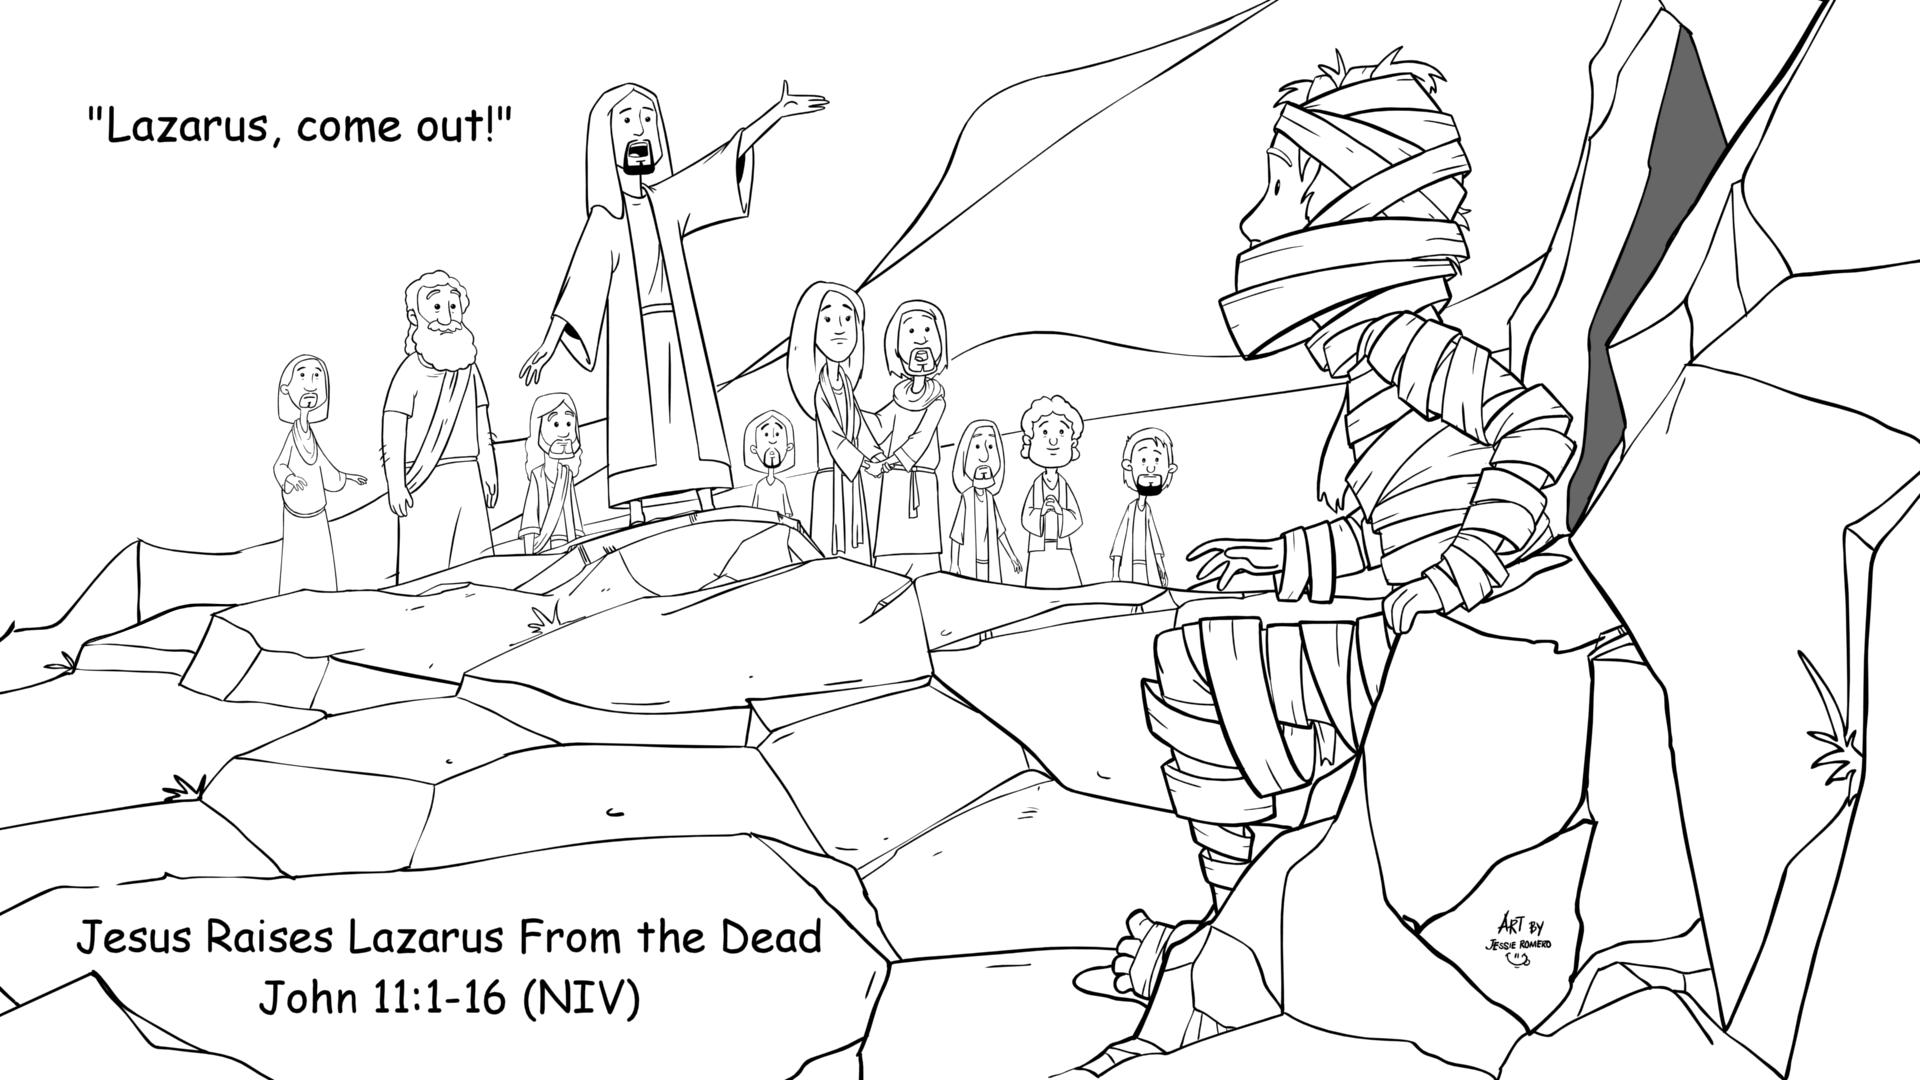 "Lazarus, come out!"
Jesus Raises Lazarus From the Dead
John 11:1-16 (NIV)
ART BY
JESSIE ROMERO